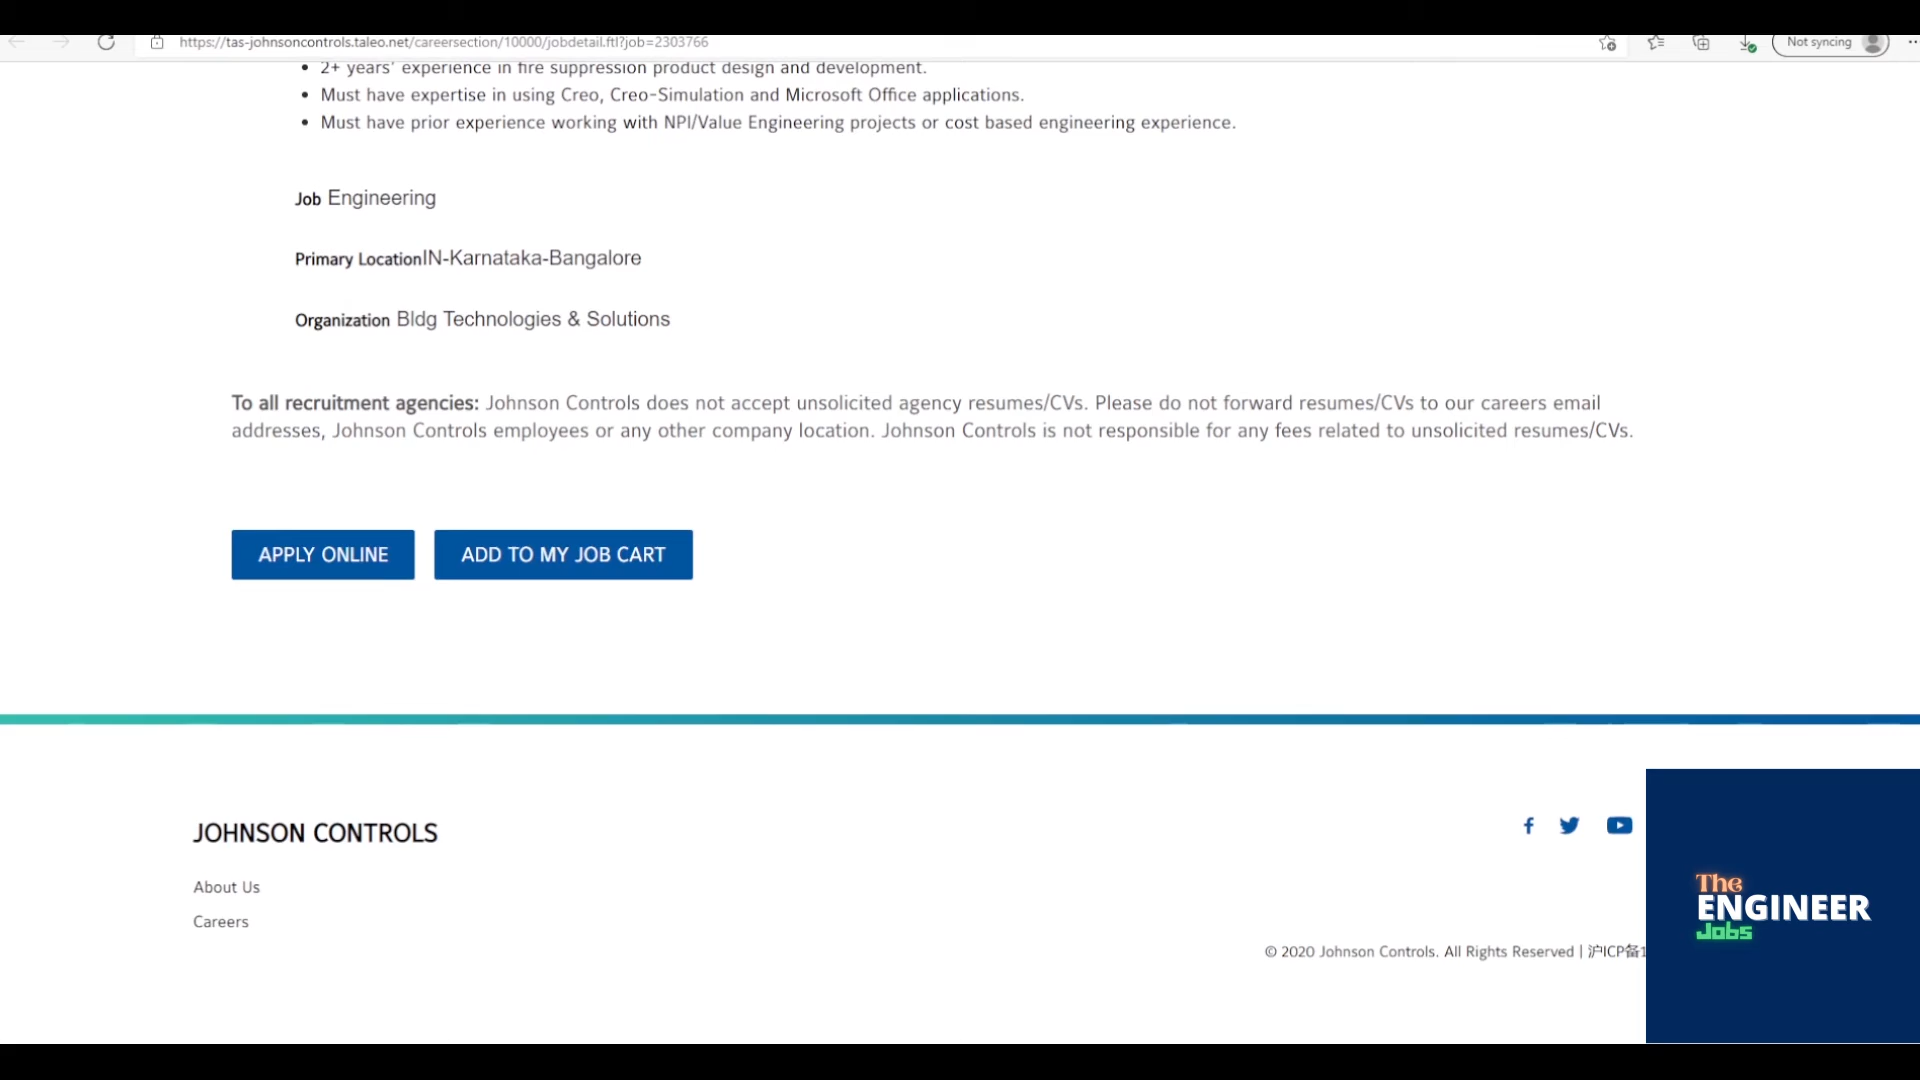 https://tas-johnsoncontrols.taleo.net/careersection/10000/jobdetail.ftl?job=2303766
Not syncing
• 2+ years' experience in fire suppression product design and development.
• Must have expertise in using Creo, Creo-Simulation and Microsoft Office applications.
• Must have prior experience working with NPI/Value Engineering projects or cost based engineering experience.
Job Engineering
Primary LocationIN-Karnataka-Bangalore
Organization Bldg Technologies & Solutions
To all recruitment agencies: Johnson Controls does not accept unsolicited agency resumes/CVs. Please do not forward resumes/CVs to our careers email
addresses, Johnson Controls employees or any other company location. Johnson Controls is not responsible for any fees related to unsolicited resumes/CVs.
APPLY ONLINE
ADD TO MY JOB CART
JOHNSON CONTROLS
About Us
Careers
© 2020 Johnson Controls. All Rights Reserved | 沪ICP备1
The
ENGINEER
Jobs